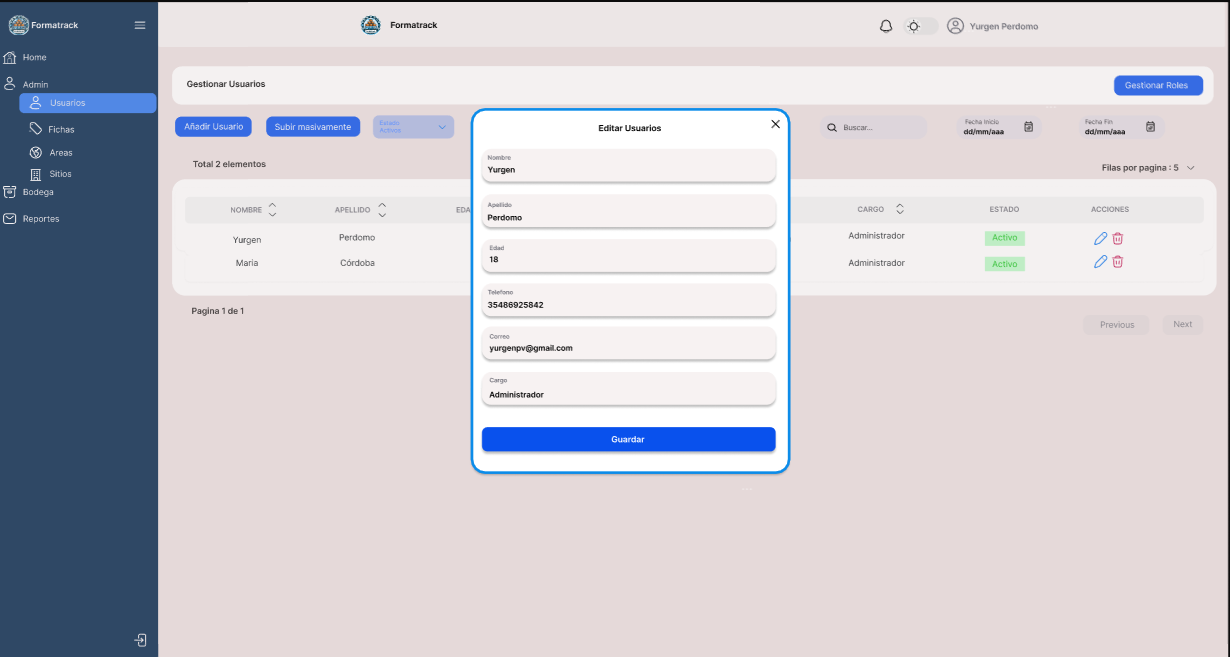 Formatrack
Formatrack
Yurgen Perdomo
Home
Admin
Usuarios
Fichas
Areas
Sitios
Bodega
Reportes
Gestionar Usuarios
Gestionar Roles
Añadir Usuario
Subir masivamente
Estado
Activos
Buscar...
Fecha Inicio
dd/mm/aaa
Fecha Fin
dd/mm/aaa
Total 2 elementos
Filas por pagina : 5
NOMBRE APELLIDO EDA CARGO ESTADO ACCIONES
Yurgen Perdomo Administrador Activo
Maria Córdoba Administrador Activo
Pagina 1 de 1
Previous Next
Editar Usuarios
Nombre
Yurgen
Apellido
Perdomo
Edad
18
Telefono
35486925842
Correo
yurgenpv@gmail.com
Cargo
Administrador
Guardar